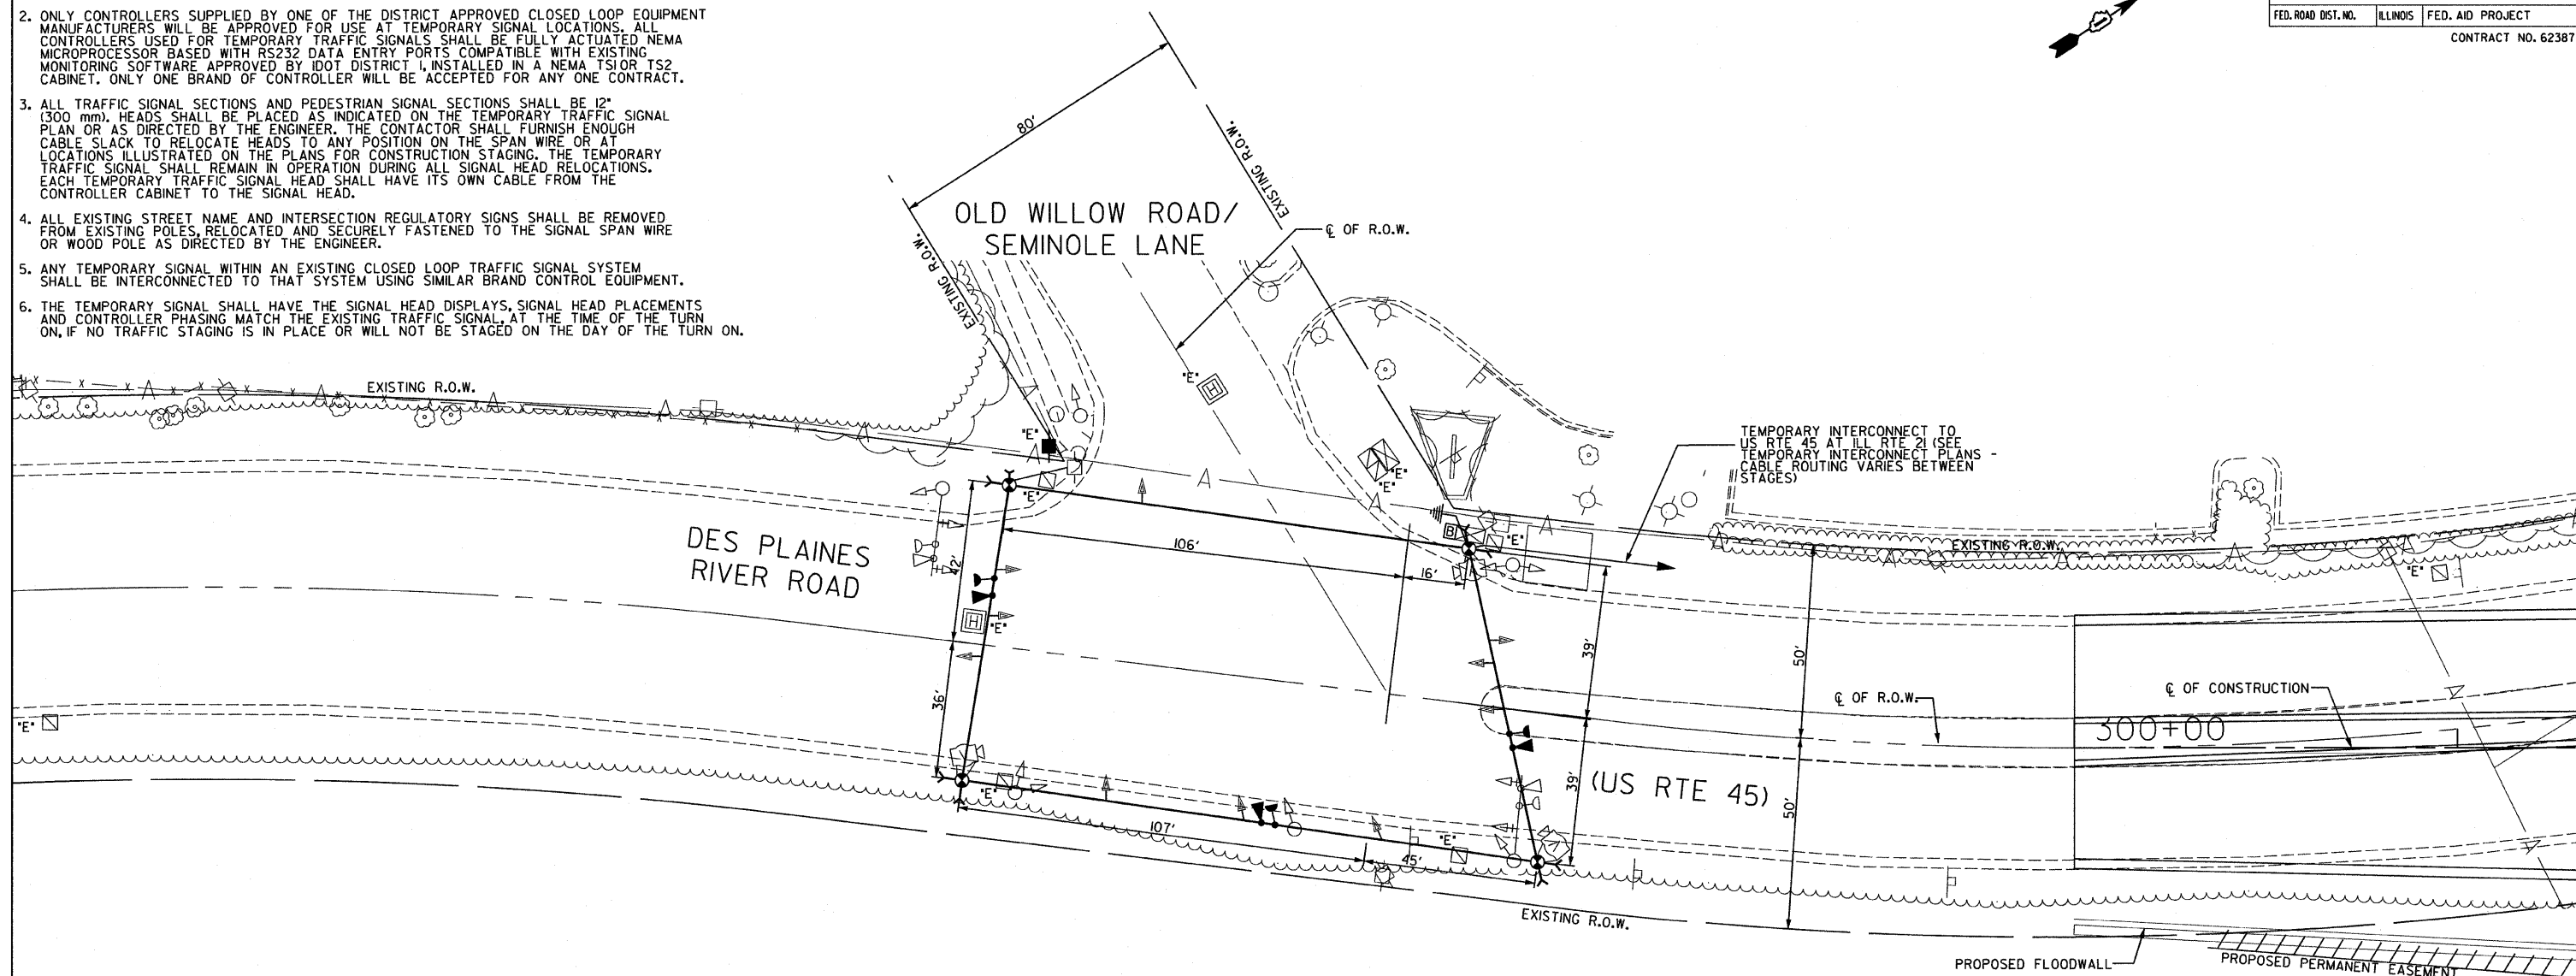 2. ONLY CONTROLLERS SUPPLIED BY ONE OF THE DISTRICT APPROVED CLOSED LOOP EQUIPMENT
MANUFACTURERS WILL BE APPROVED FOR USE AT TEMPORARY SIGNAL LOCATIONS. ALL
CONTROLLERS USED FOR TEMPORARY TRAFFIC SIGNALS SHALL BE FULLY ACTUATED NEMA
MICROPROCESSOR BASED WITH RS232 DATA ENTRY PORTS COMPATIBLE WITH EXISTING
MONITORING SOFTWARE APPROVED BY IDOT DISTRICT 1, INSTALLED IN A NEMA TS1 OR TS2
CABINET. ONLY ONE BRAND OF CONTROLLER WILL BE ACCEPTED FOR ANY ONE CONTRACT.
3. ALL TRAFFIC SIGNAL SECTIONS AND PEDESTRIAN SIGNAL SECTIONS SHALL BE 12"
(300 mm). HEADS SHALL BE PLACED AS INDICATED ON THE TEMPORARY TRAFFIC SIGNAL
PLAN OR AS DIRECTED BY THE ENGINEER. THE CONTACTOR SHALL FURNISH ENOUGH
CABLE SLACK TO RELOCATE HEADS TO ANY POSITION ON THE SPAN WIRE OR AT
LOCATIONS ILLUSTRATED ON THE PLANS FOR CONSTRUCTION STAGING. THE TEMPORARY
TRAFFIC SIGNAL SHALL REMAIN IN OPERATION DURING ALL SIGNAL HEAD RELOCATIONS.
EACH TEMPORARY TRAFFIC SIGNAL HEAD SHALL HAVE ITS OWN CABLE FROM THE
CONTROLLER CABINET TO THE SIGNAL HEAD.
4. ALL EXISTING STREET NAME AND INTERSECTION REGULATORY SIGNS SHALL BE REMOVED
FROM EXISTING POLES, RELOCATED AND SECURELY FASTENED TO THE SIGNAL SPAN WIRE
OR WOOD POLE AS DIRECTED BY THE ENGINEER.
5. ANY TEMPORARY SIGNAL WITHIN AN EXISTING CLOSED LOOP TRAFFIC SIGNAL SYSTEM
SHALL BE INTERCONNECTED TO THAT SYSTEM USING SIMILAR BRAND CONTROL EQUIPMENT.
6. THE TEMPORARY SIGNAL SHALL HAVE THE SIGNAL HEAD DISPLAYS, SIGNAL HEAD PLACEMENTS
AND CONTROLLER PHASING MATCH THE EXISTING TRAFFIC SIGNAL, AT THE TIME OF THE TURN
ON, IF NO TRAFFIC STAGING IS IN PLACE OR WILL NOT BE STAGED ON THE DAY OF THE TURN ON.
FED. ROAD DIST. NO. ILLINOIS FED. AID PROJECT
CONTRACT NO. 62387
80'
EXISTING R.O.W.
EXISTING R.O.W.
OLD WILLOW ROAD/
SEMINOLE LANE
℄ OF R.O.W.
EXISTING R.O.W.
"E"
H
"E"
"E"
"E"
"E"
TEMPORARY INTERCONNECT TO
US RTE 45 AT ILL RTE 21 (SEE
TEMPORARY INTERCONNECT PLANS -
CABLE ROUTING VARIES BETWEEN
STAGES)
A
B
"E"
EXISTING R.O.W.
"E"
DES PLAINES
RIVER ROAD
42'
106'
16'
H
"E"
39'
50'
36'
℄ OF R.O.W.
℄ OF CONSTRUCTION
300+00
"E"
"E"
107'
45'
"E"
39'
(US RTE 45)
50'
EXISTING R.O.W.
PROPOSED FLOODWALL
PROPOSED PERMANENT EASEMENT